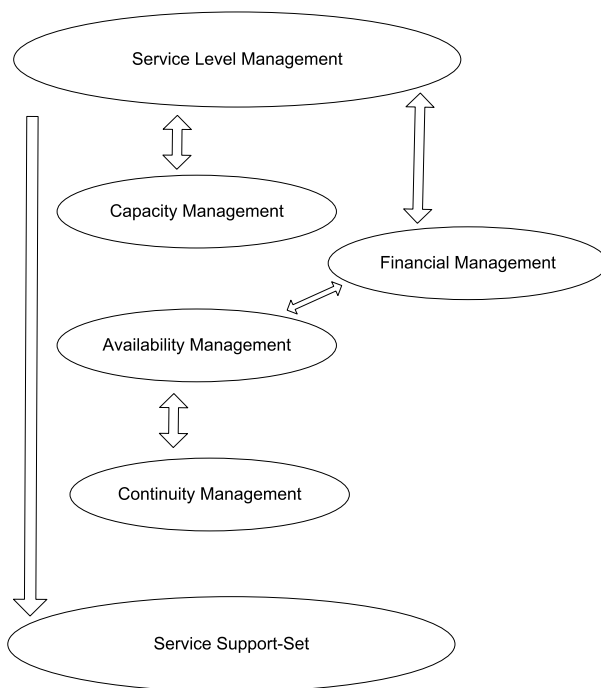 Service Level Management
Capacity Management
Financial Management
Availability Management
Continuity Management
Service Support-Set